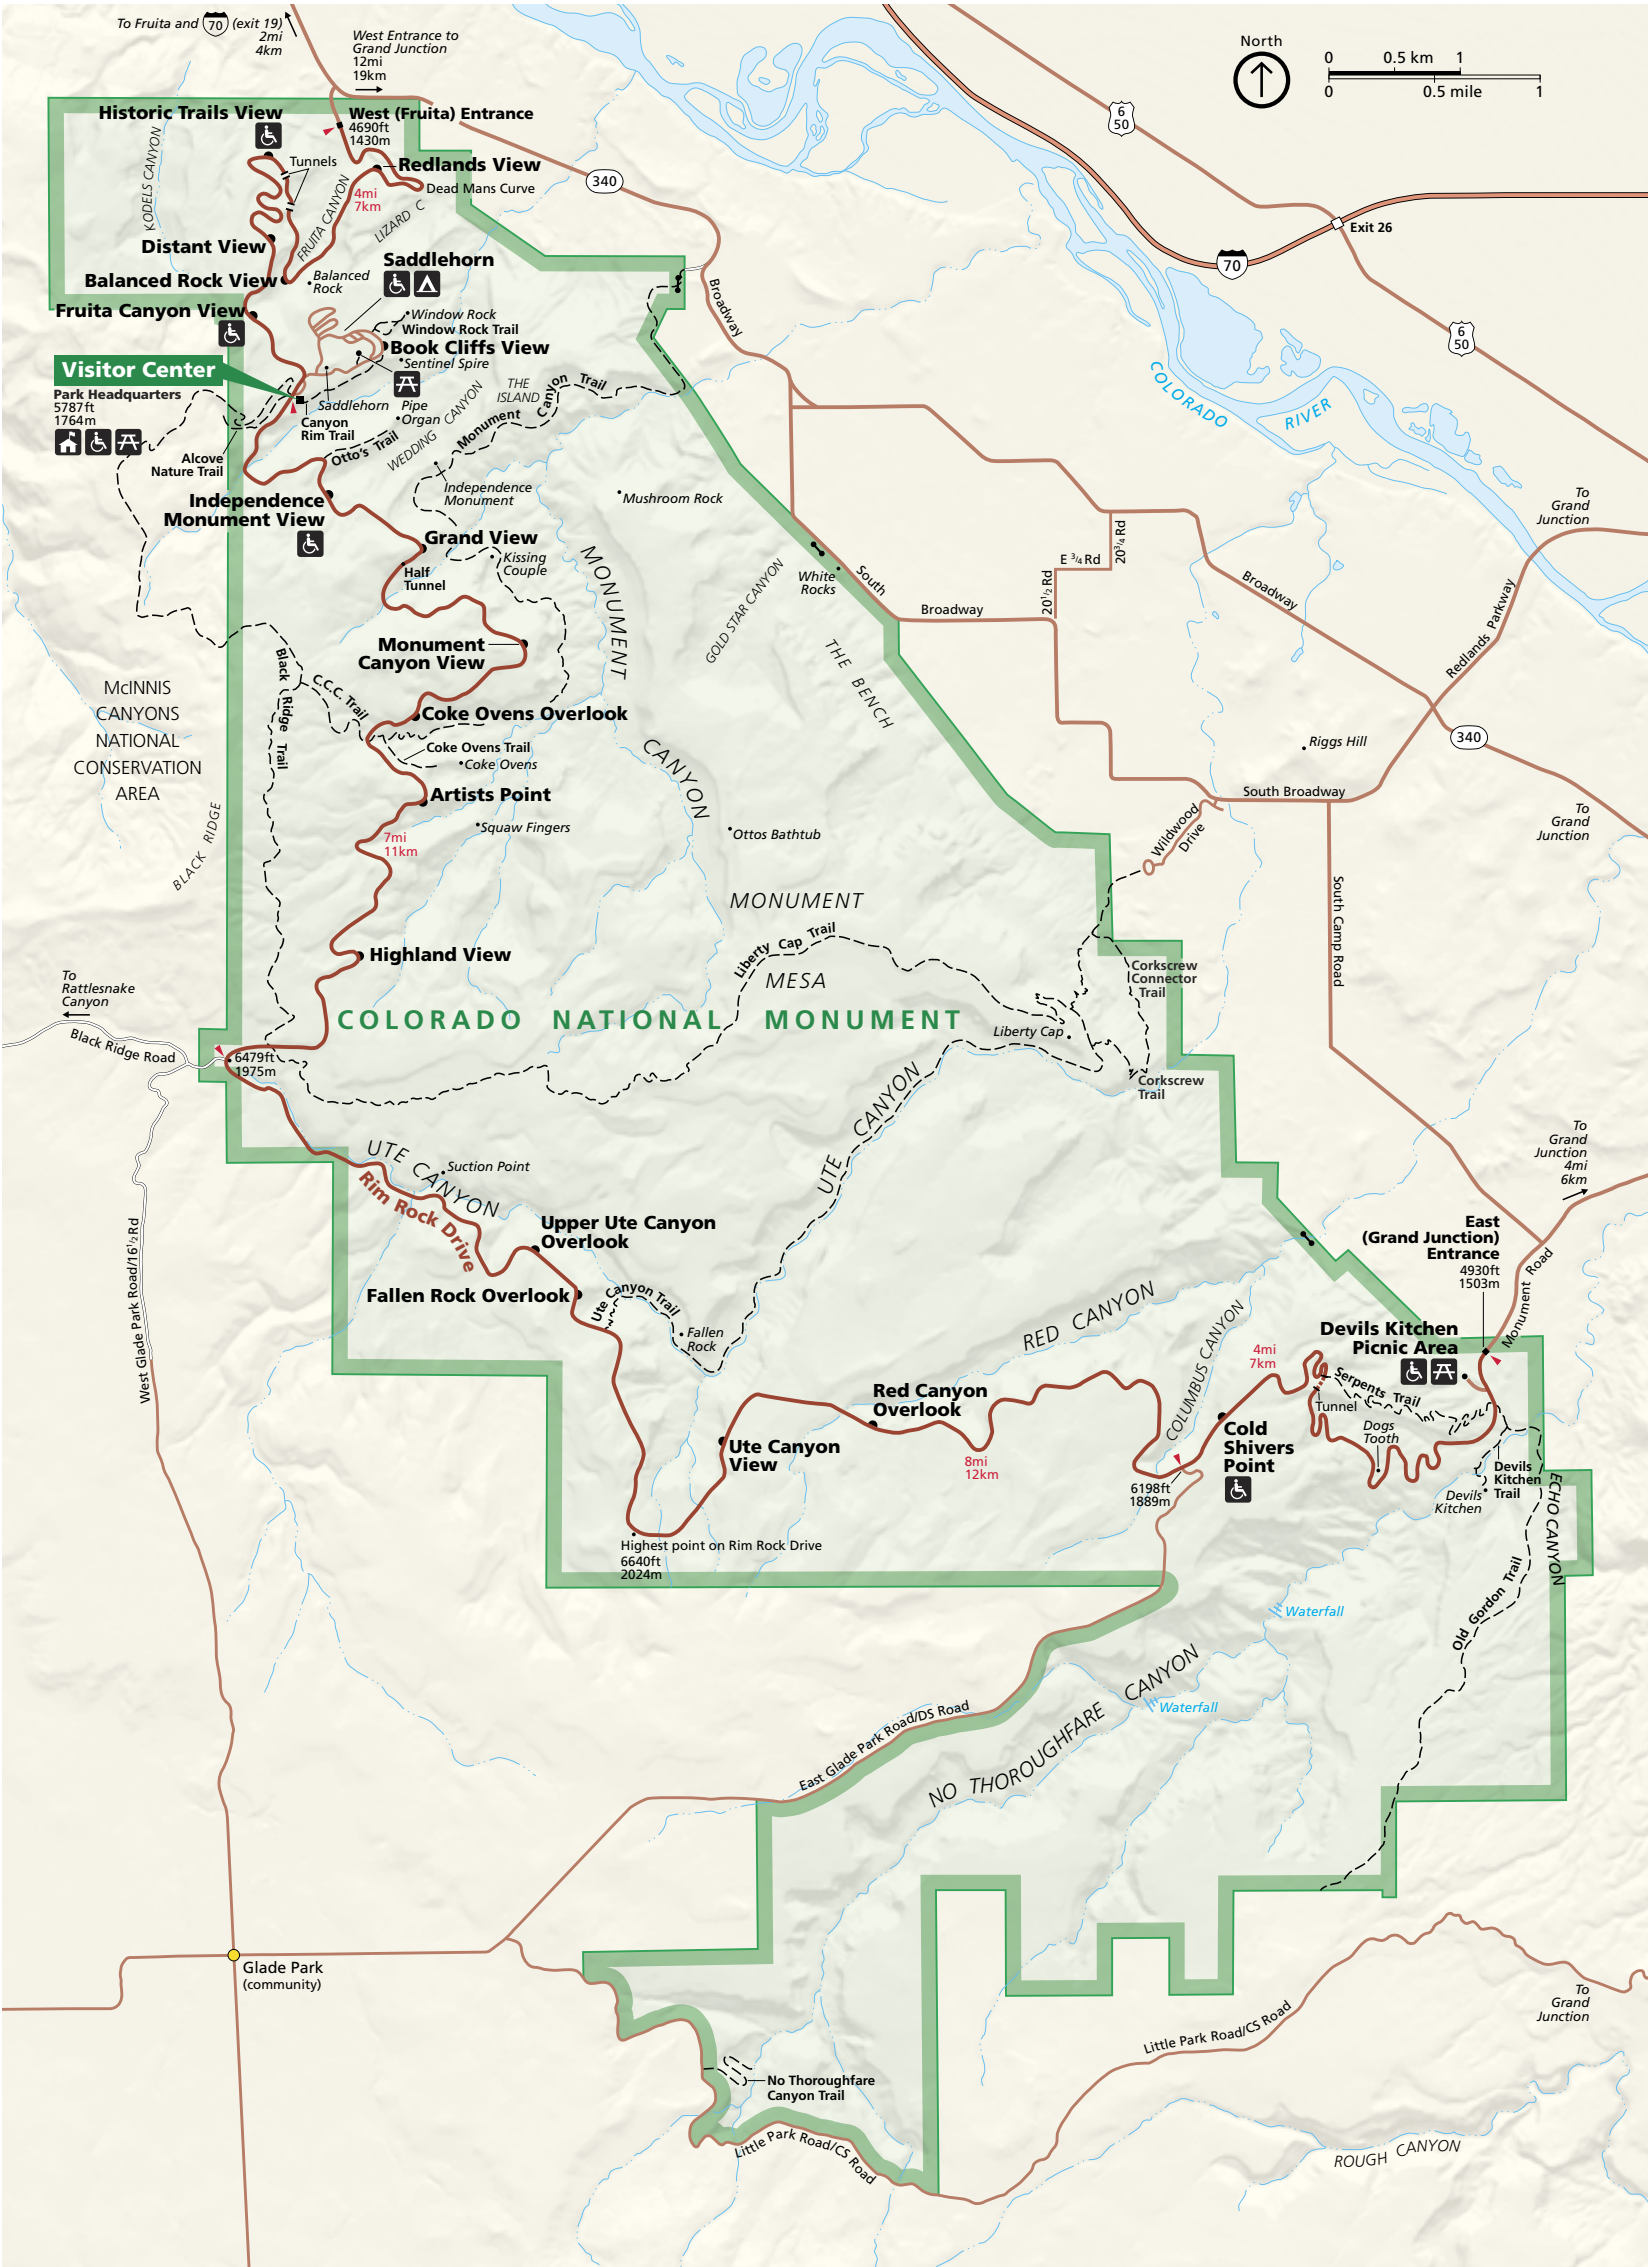 To Fruita and 70 (exit 19)
2mi
4km
West Entrance to
Grand Junction
12mi
19km
North
0 0.5 km 1
0 0.5 mile 1
6
50
Historic Trails View
West (Fruita) Entrance
4690ft
1430m
Tunnels
Redlands View
Dead Mans Curve
340
KODELS CANYON
FRUITA CANYON
4mi
7km
LIZARD C
Exit 26
70
Distant View
Saddlehorn
Balanced Rock View
Balanced
Rock
Fruita Canyon View
Window Rock
Window Rock Trail
Broadway
6
50
Book Cliffs View
Sentinel Spire
Visitor Center
Park Headquarters
5787ft
1764m
Saddlehorn
Canyon
Rim Trail
Pipe
Organ
THE
ISLAND
Monument Canyon Trail
COLORADO RIVER
Otto's Trail
WEDDING CANYON
Alcove
Nature Trail
Independence
Monument
Mushroom Rock
Independence
Monument View
To
Grand
Junction
Grand View
Kissing
Couple
Half
Tunnel
White
Rocks
South
Broadway
E 3/4 Rd
20 3/4 Rd
20 1/2 Rd
Broadway
GOLD STAR CANYON
MONUMENT
CANYON
THE BENCH
Redlands Parkway
Monument
Canyon View
McINNIS
CANYONS
NATIONAL
CONSERVATION
AREA
Black Ridge Trail
C.C.C. Trail
Coke Ovens Overlook
Coke Ovens Trail
Coke Ovens
Riggs Hill
340
Artists Point
South Broadway
Squaw Fingers
Ottos Bathtub
Wildwood
Drive
To
Grand
Junction
7mi
11km
BLACK RIDGE
South Camp Road
MONUMENT
MESA
Liberty Cap Trail
Highland View
Corkscrew
Connector
Trail
To
Rattlesnake
Canyon
COLORADO NATIONAL MONUMENT
Liberty Cap
Black Ridge Road
6479ft
1975m
Corkscrew
Trail
UTE CANYON
UTE CANYON
Suction Point
Rim Rock Drive
To
Grand
Junction
4mi
6km
West Glade Park Road/16 1/2 Rd
Upper Ute Canyon
Overlook
East
(Grand Junction)
Entrance
4930ft
1503m
Monument Road
Fallen Rock Overlook
Ute Canyon Trail
Fallen
Rock
RED CANYON
COLUMBUS CANYON
Devils Kitchen
Picnic Area
4mi
7km
Serpents Trail
Tunnel
Dogs
Tooth
Red Canyon
Overlook
Ute Canyon
View
8mi
12km
Cold
Shivers
Point
6198ft
1889m
Devils
Kitchen
Trail
Devils
Kitchen
ECHO CANYON
Highest point on Rim Rock Drive
6640ft
2024m
Old Gordon Trail
Waterfall
Waterfall
NO THOROUGHFARE CANYON
East Glade Park Road/DS Road
Glade Park
(community)
To
Grand
Junction
Little Park Road/CS Road
No Thoroughfare
Canyon Trail
Little Park Road/CS Road
ROUGH CANYON